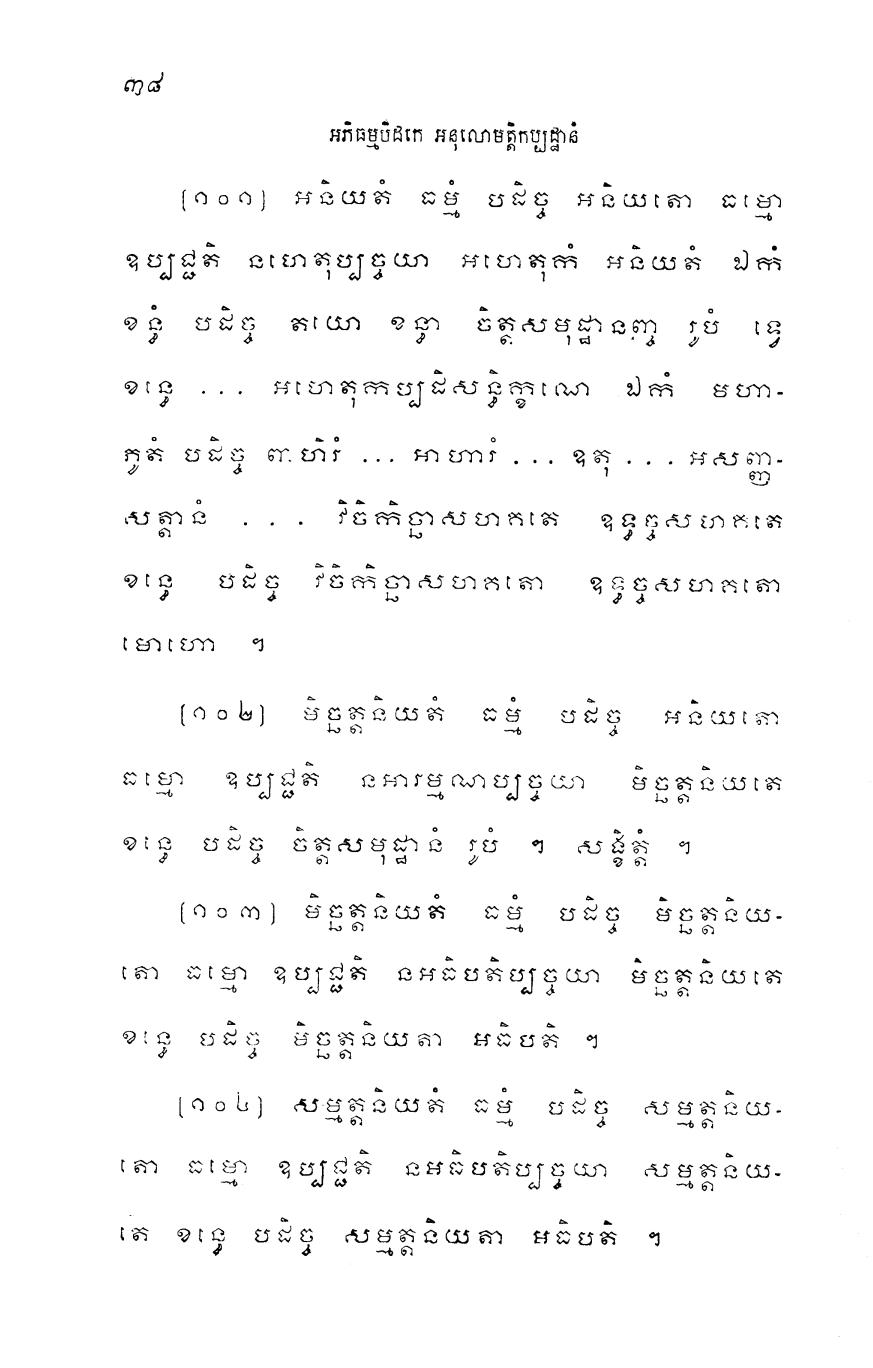 ៣៨
អភិធម្មបិដកេ អនុលោមត្តិកប្បដ្ឋានំ
[១០១] អនិយតំ ធម្មំ បដិច្ច អនិយតោ ធម្មោ
ឧប្បជ្ជតិ នហេតុប្បច្ចយា អហេតុកំ អនិយតំ ឯកំ
ខន្ធំ បដិច្ច តយោ ខន្ធា ចិត្តសមុដ្ឋានញ្ច រូបំ ទ្វេ
ខន្ធេ ... អហេតុកប្បដិសន្ធិក្ខណេ ឯកំ មហា-
ភូតំ បដិច្ច ពាហិរំ ... អាហារំ ... ឧតុ ... អសញ្ញ-
សត្តានំ ... វិចិកិច្ឆាសហគតេ ឧទ្ធច្ចសហគតេ
ខន្ធេ បដិច្ច វិចិកិច្ឆាសហគតោ ឧទ្ធច្ចសហគតោ
មោហោ ។
[១០២] មិច្ឆត្តនិយតំ ធម្មំ បដិច្ច អនិយតោ
ធម្មោ ឧប្បជ្ជតិ នអារម្មណប្បច្ចយា មិច្ឆត្តនិយតេ
ខន្ធេ បដិច្ច ចិត្តសមុដ្ឋានំ រូបំ ។ សង្ខិត្តំ ។
[១០៣] មិច្ឆត្តនិយតំ ធម្មំ បដិច្ច មិច្ឆត្តនិយ-
តោ ធម្មោ ឧប្បជ្ជតិ នអធិបតិប្បច្ចយា មិច្ឆត្តនិយតេ
ខន្ធេ បដិច្ច មិច្ឆត្តនិយតា អធិបតិ ។
[១០៤] សម្មត្តនិយតំ ធម្មំ បដិច្ច សម្មត្តនិយ-
តោ ធម្មោ ឧប្បជ្ជតិ នអធិបតិប្បច្ចយា សម្មត្តនិយ-
តេ ខន្ធេ បដិច្ច សម្មត្តនិយតា អធិបតិ ។